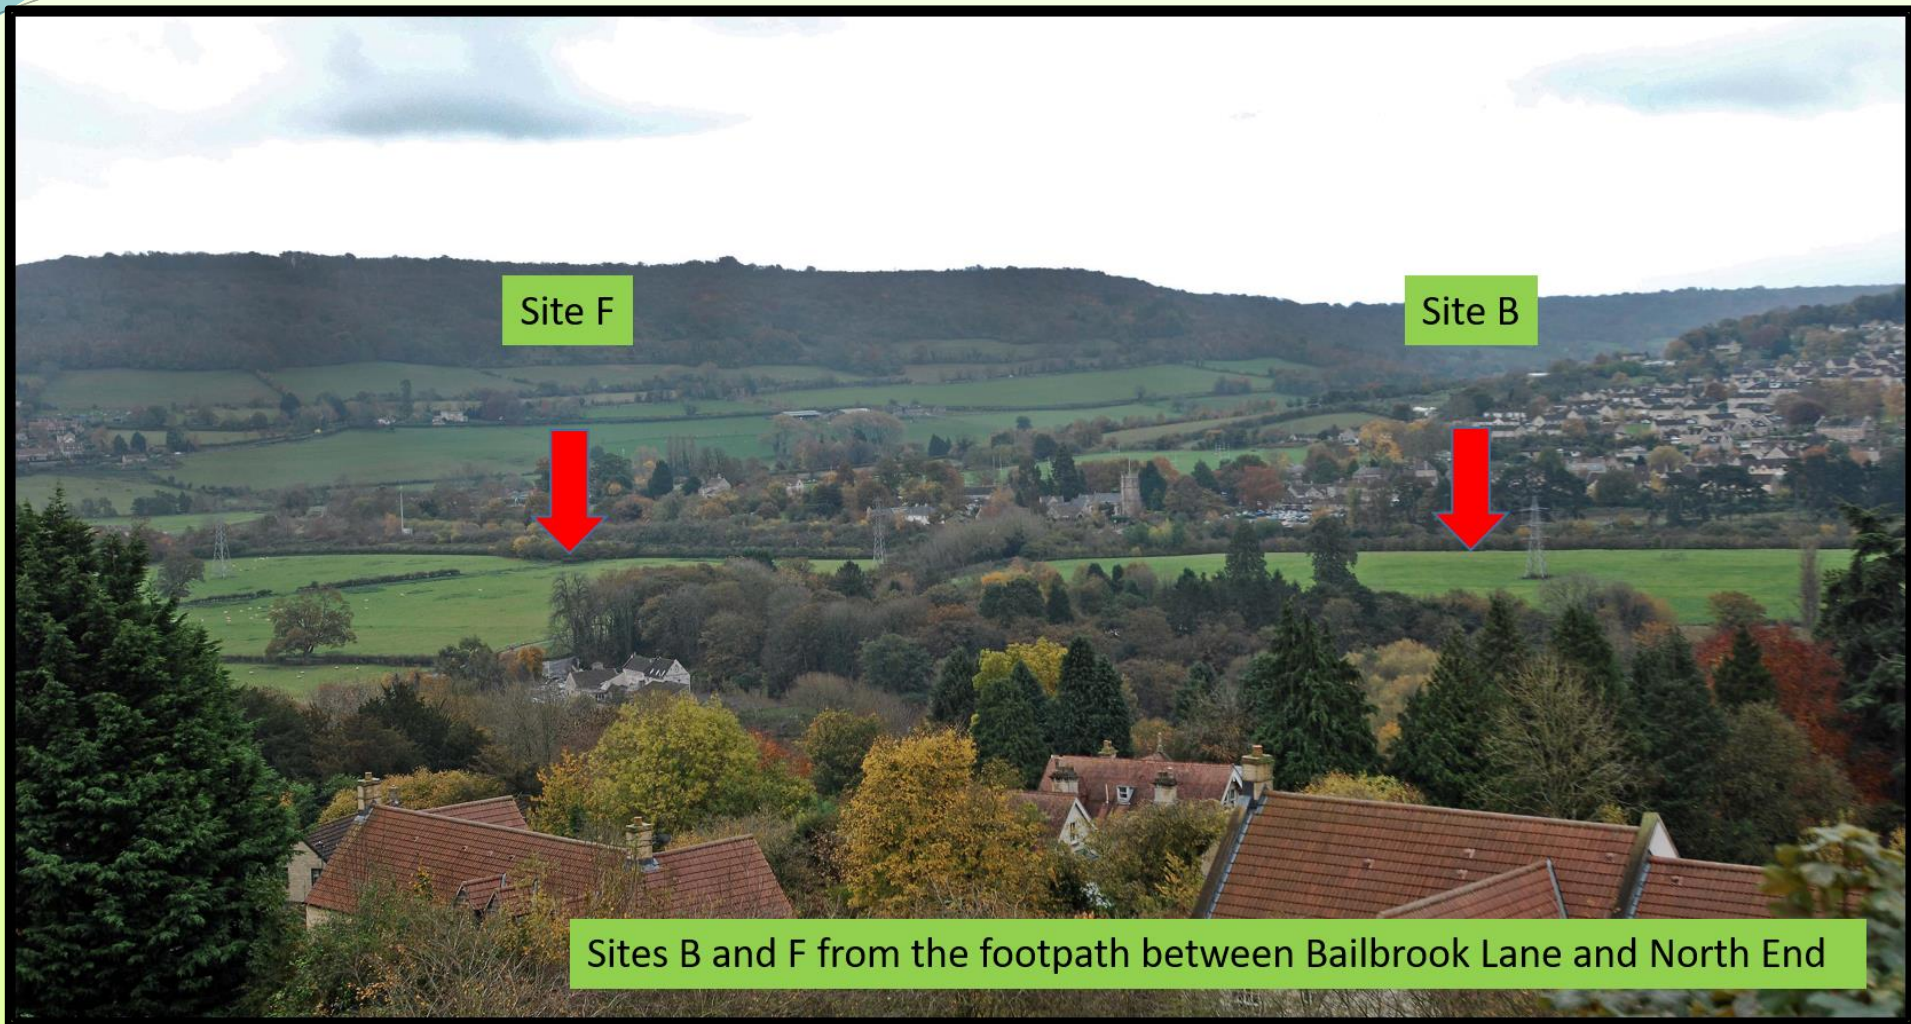 Site F
Site B
Sites B and F from the footpath between Bailbrook Lane and North End